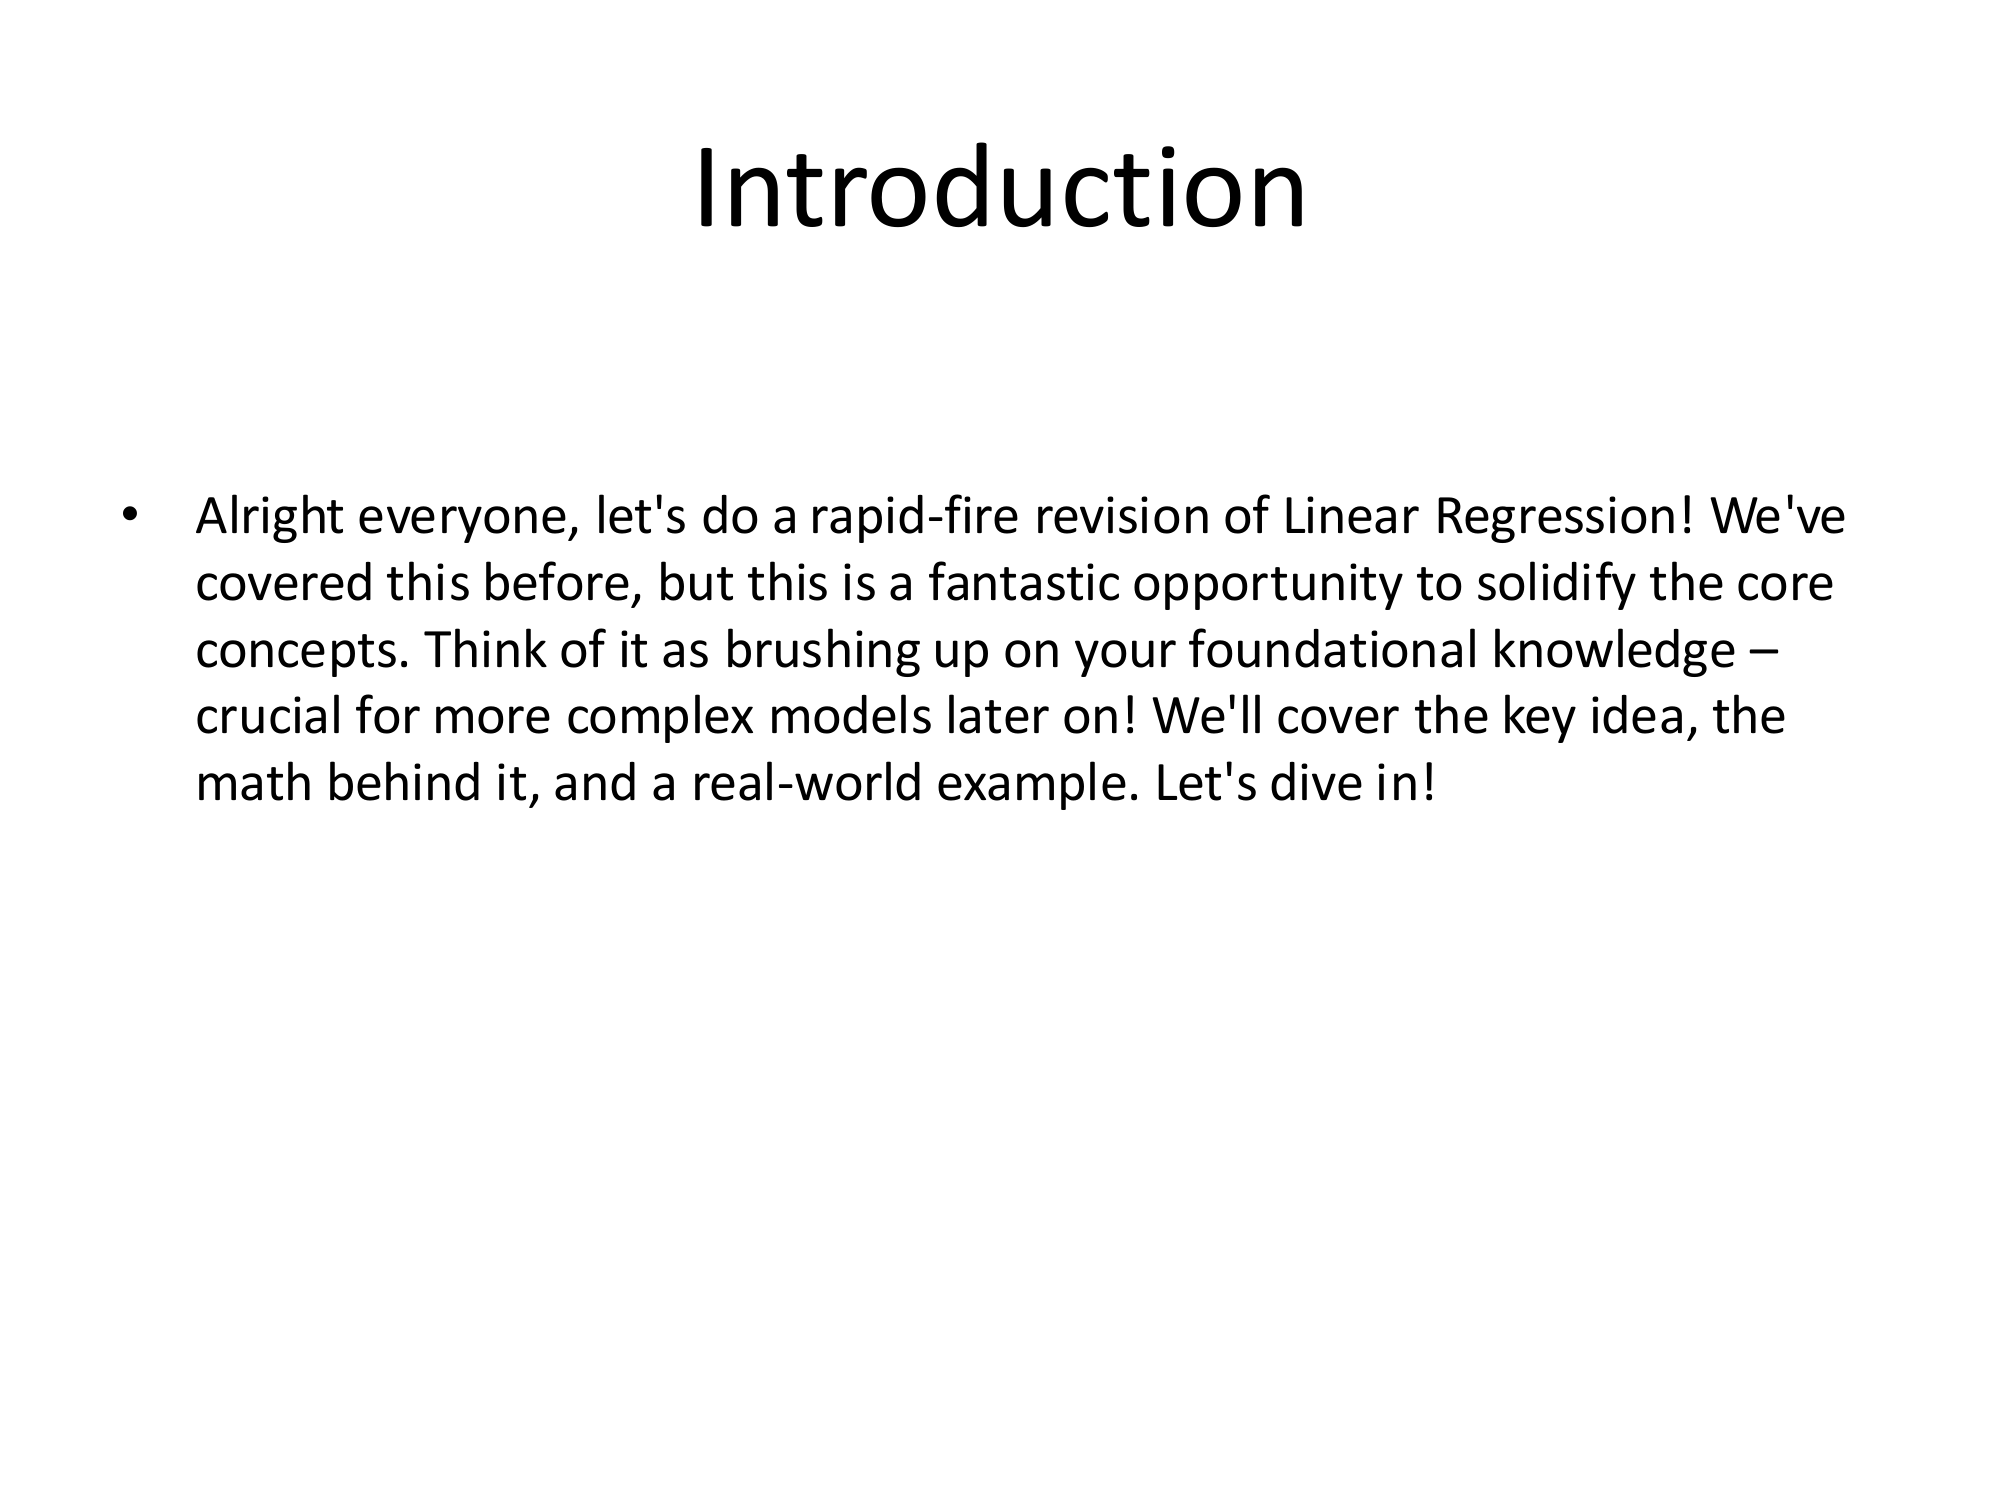 Introduction
• Alright everyone, let's do a rapid-fire revision of Linear Regression! We've
covered this before, but this is a fantastic opportunity to solidify the core
concepts. Think of it as brushing up on your foundational knowledge –
crucial for more complex models later on! We'll cover the key idea, the
math behind it, and a real-world example. Let's dive in!